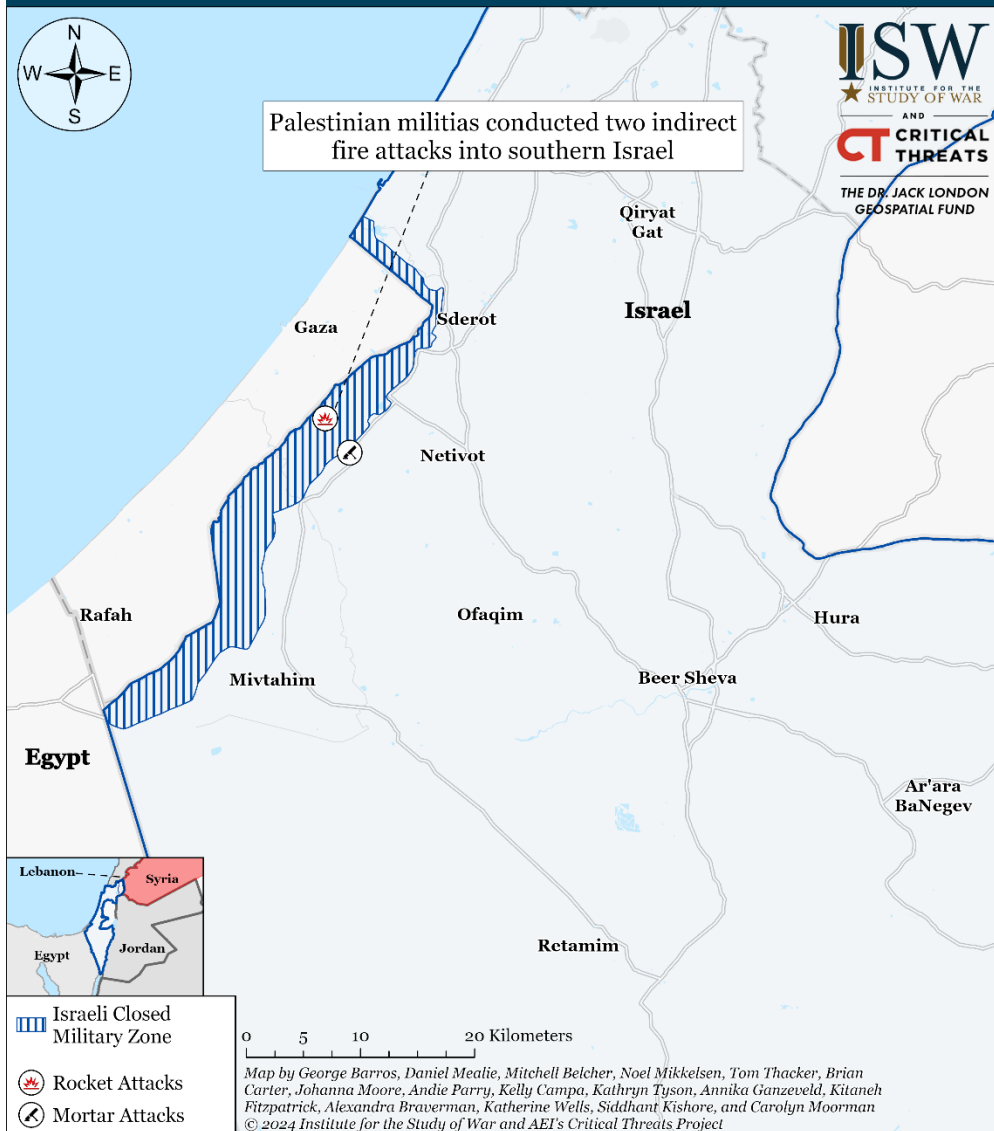 N
W
E
S
ISW
INSTITUTE FOR THE
STUDY OF WAR
AND
CT CRITICAL
THREATS
THE DR. JACK LONDON
GEOSPATIAL FUND
Palestinian militias conducted two indirect
fire attacks into southern Israel
Qiryat
Gat
Israel
Gaza
Sderot
Netivot
Rafah
Ofaqim
Hura
Mivtahim
Beer Sheva
Egypt
Ar'ara
BaNegev
Retamim
Lebanon
Syria
Egypt
Jordan
Israeli Closed
Military Zone
Rocket Attacks
Mortar Attacks
0 5 10 20 Kilometers
Map by George Barros, Daniel Mealie, Mitchell Belcher, Noel Mikkelsen, Tom Thacker, Brian
Carter, Johanna Moore, Andie Parry, Kelly Campa, Kathryn Tyson, Annika Ganzeveld, Kitaneh
Fitzpatrick, Alexandra Braverman, Katherine Wells, Siddhant Kishore, and Carolyn Moorman
© 2024 Institute for the Study of War and AEI's Critical Threats Project